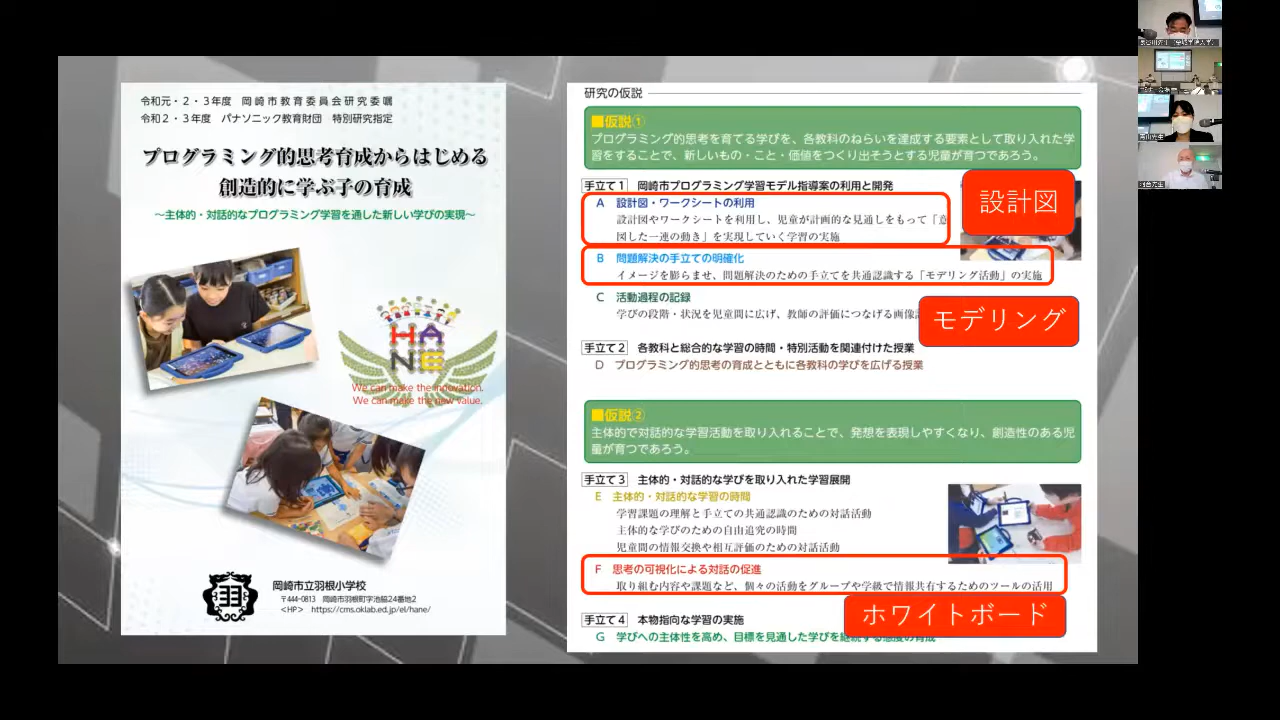 令和元・２・３年度　岡崎市教育委員会研究委嘱
令和２・３年度　パナソニック教育財団　特別研究指定
プログラミング的思考育成からはじめる
創造的に学ぶ子の育成
～主体的・対話的なプログラミング学習を通した新しい学びの実現～
HA
NE
We can make the innovation.
We can make the new value.
羽
岡崎市立羽根小学校
〒444-0813　岡崎市羽根町字池脇24番地2
<HP>　https://cms.oklab.ed.jp/el/hane/
研究の仮説
■仮説①
プログラミング的思考を育てる学びを、各教科のねらいを達成する要素として取り入れた学
習をすることで、新しいもの・こと・価値をつくり出そうとする児童が育つであろう。
手立て１　岡崎市プログラミング学習モデル指導案の利用と開発
A　設計図・ワークシートの利用
設計図やワークシートを利用し、児童が計画的な見通しをもって「意
図した一連の動き」を実現していく学習の実施
設計図
B　問題解決の手立ての明確化
イメージを膨らませ、問題解決のための手立てを共通認識する「モデリング活動」の実施
C　活動過程の記録
学びの段階・状況を児童間に広げ、教師の評価につなげる画像
モデリング
手立て２　各教科と総合的な学習の時間・特別活動を関連付けた授業
D　プログラミング的思考の育成とともに各教科の学びを広げる授業
■仮説②
主体的で対話的な学習活動を取り入れることで、発想を表現しやすくなり、創造性のある児
童が育つであろう。
手立て３　主体的・対話的な学びを取り入れた学習展開
E　主体的・対話的な学習の時間
学習課題の理解と手立ての共通認識のための対話活動
主体的な学びのための自由追究の時間
児童間の情報交換や相互評価のための対話活動
F　思考の可視化による対話の促進
取り組む内容や課題など、個々の活動をグループや学級で情報共有するためのツールの活用
ホワイトボード
手立て４　本物指向な学習の実施
G　学びへの主体性を高め、目標を見通した学びを継続する態度の育成